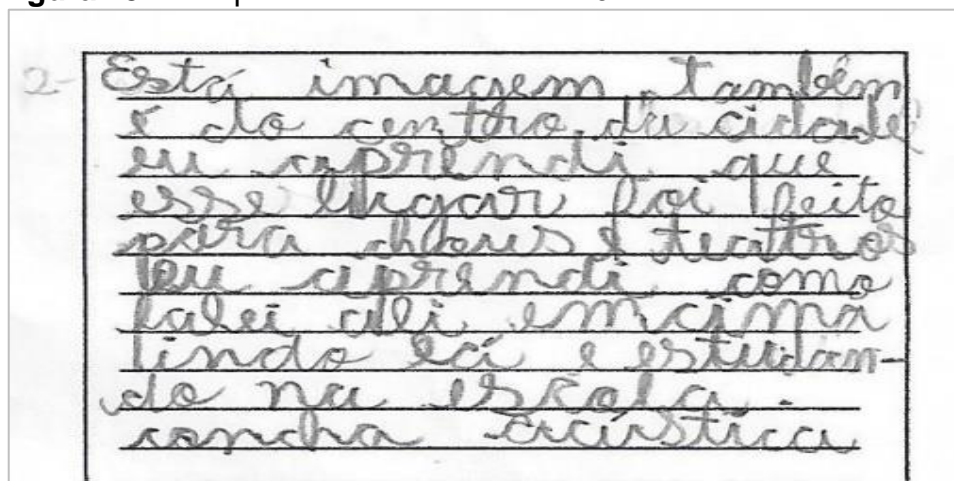 2- Está imagem também
é do centro da cidade
eu aprendi que
esse lugar foi feito
para shows e teatros
eu aprendi como
falei ali emcima
lindo lá e estudan-
do na escola.
concha acústica